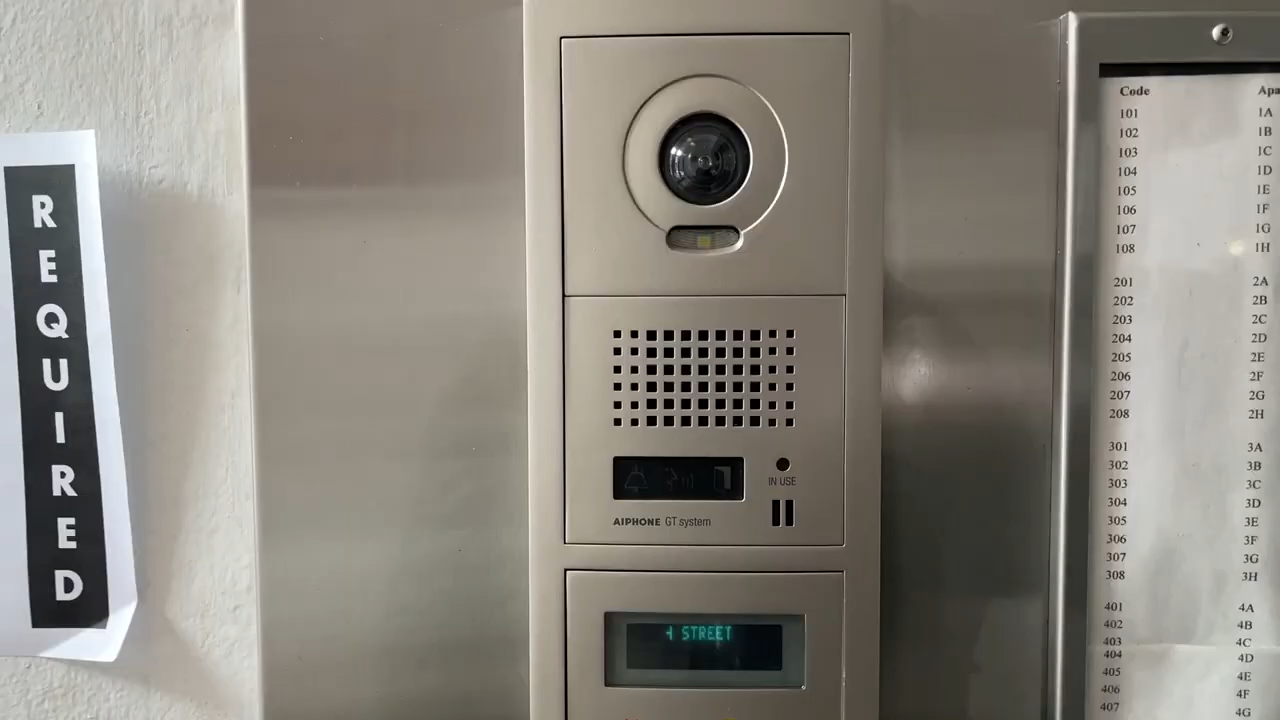 REQUIRED
IN USE
AIPHONE GT system
STREET
Code
101 1A
102 1B
103 1C
104 1D
105 1E
106 1F
107 1G
108 1H
201 2A
202 2B
203 2C
204 2D
205 2E
206 2F
207 2G
208 2H
301 3A
302 3B
303 3C
304 3D
305 3E
306 3F
307 3G
308 3H
401 4A
402 4B
403 4C
404 4D
405 4E
406 4F
407 4G